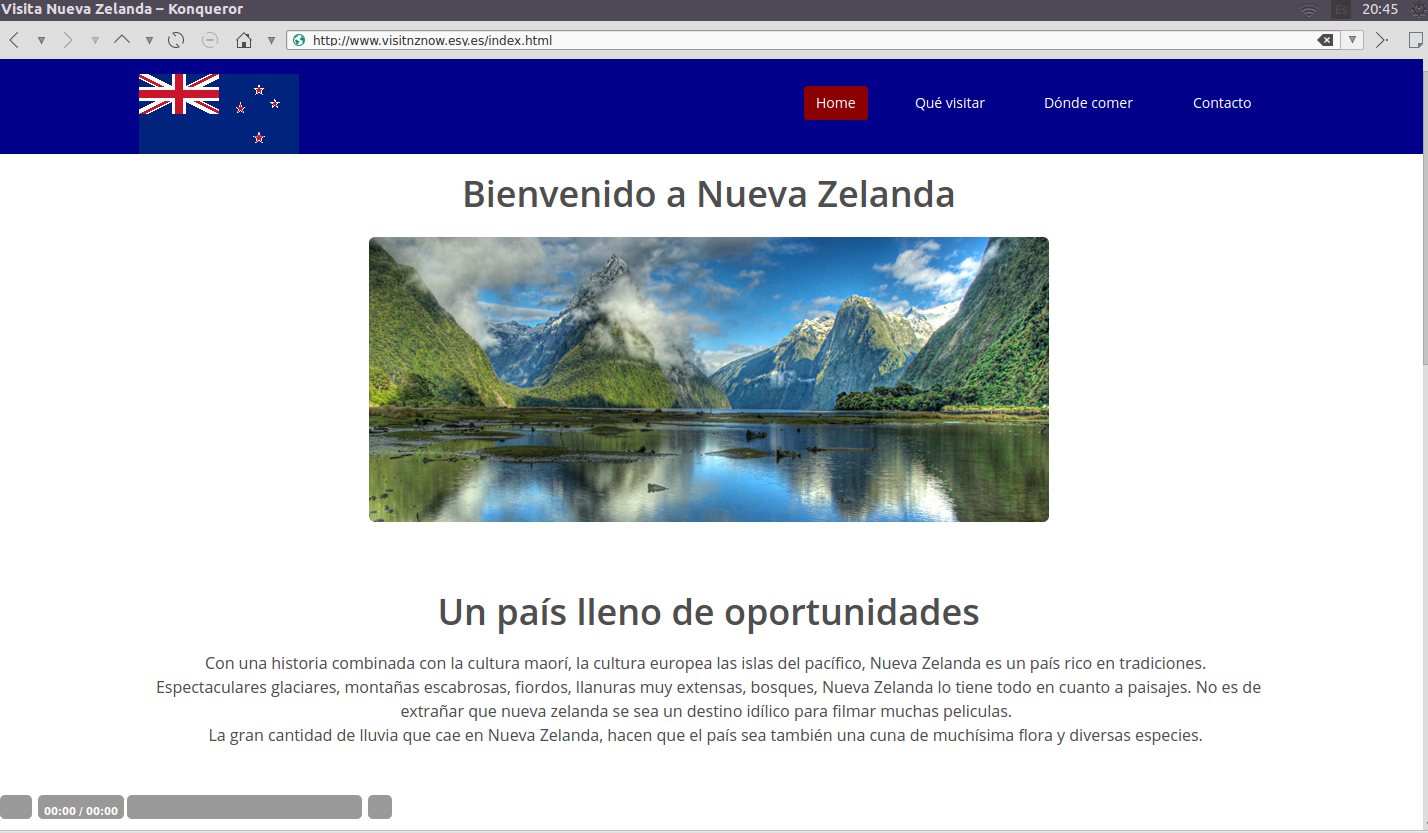 Visita Nueva Zelanda – Konqueror
Es
20:45
http://www.visitnznow.esy.es/index.html
Home
Qué visitar
Dónde comer
Contacto
Bienvenido a Nueva Zelanda
Un país lleno de oportunidades
Con una historia combinada con la cultura maorí, la cultura europea las islas del pacífico, Nueva Zelanda es un país rico en tradiciones.
Espectaculares glaciares, montañas escabrosas, fiordos, llanuras muy extensas, bosques, Nueva Zelanda lo tiene todo en cuanto a paisajes. No es de
extrañar que nueva zelanda se sea un destino idílico para filmar muchas peliculas.
La gran cantidad de lluvia que cae en Nueva Zelanda, hacen que el país sea también una cuna de muchísima flora y diversas especies.
00:00 / 00:00